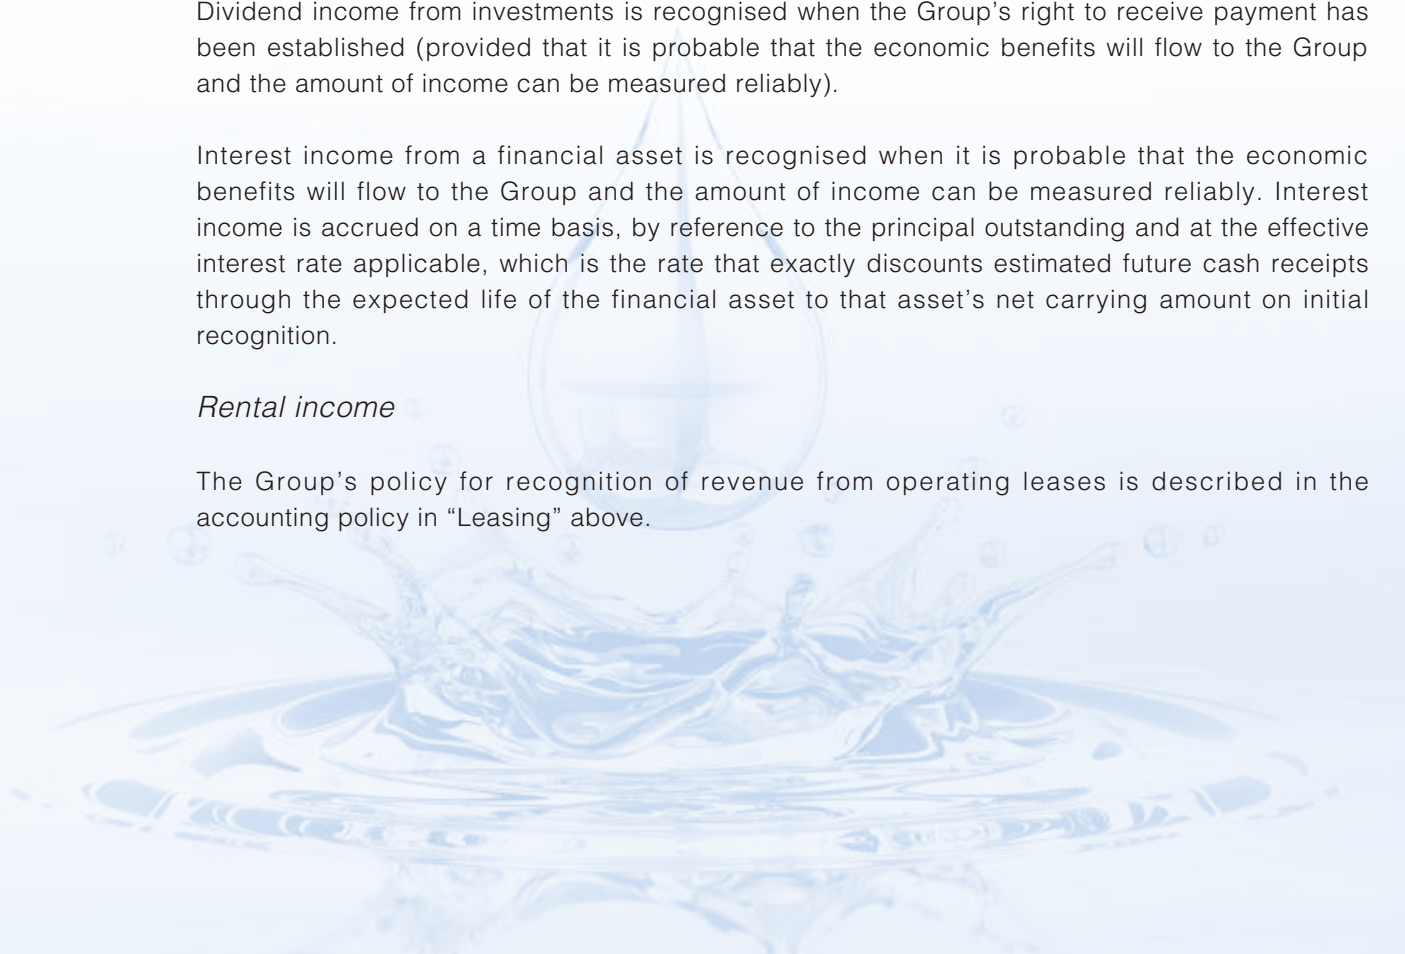 Dividend income from investments is recognised when the Group’s right to receive payment has
been established (provided that it is probable that the economic benefits will flow to the Group
and the amount of income can be measured reliably).
Interest income from a financial asset is recognised when it is probable that the economic
benefits will flow to the Group and the amount of income can be measured reliably. Interest
income is accrued on a time basis, by reference to the principal outstanding and at the effective
interest rate applicable, which is the rate that exactly discounts estimated future cash receipts
through the expected life of the financial asset to that asset’s net carrying amount on initial
recognition.
Rental income
The Group’s policy for recognition of revenue from operating leases is described in the
accounting policy in “Leasing” above.